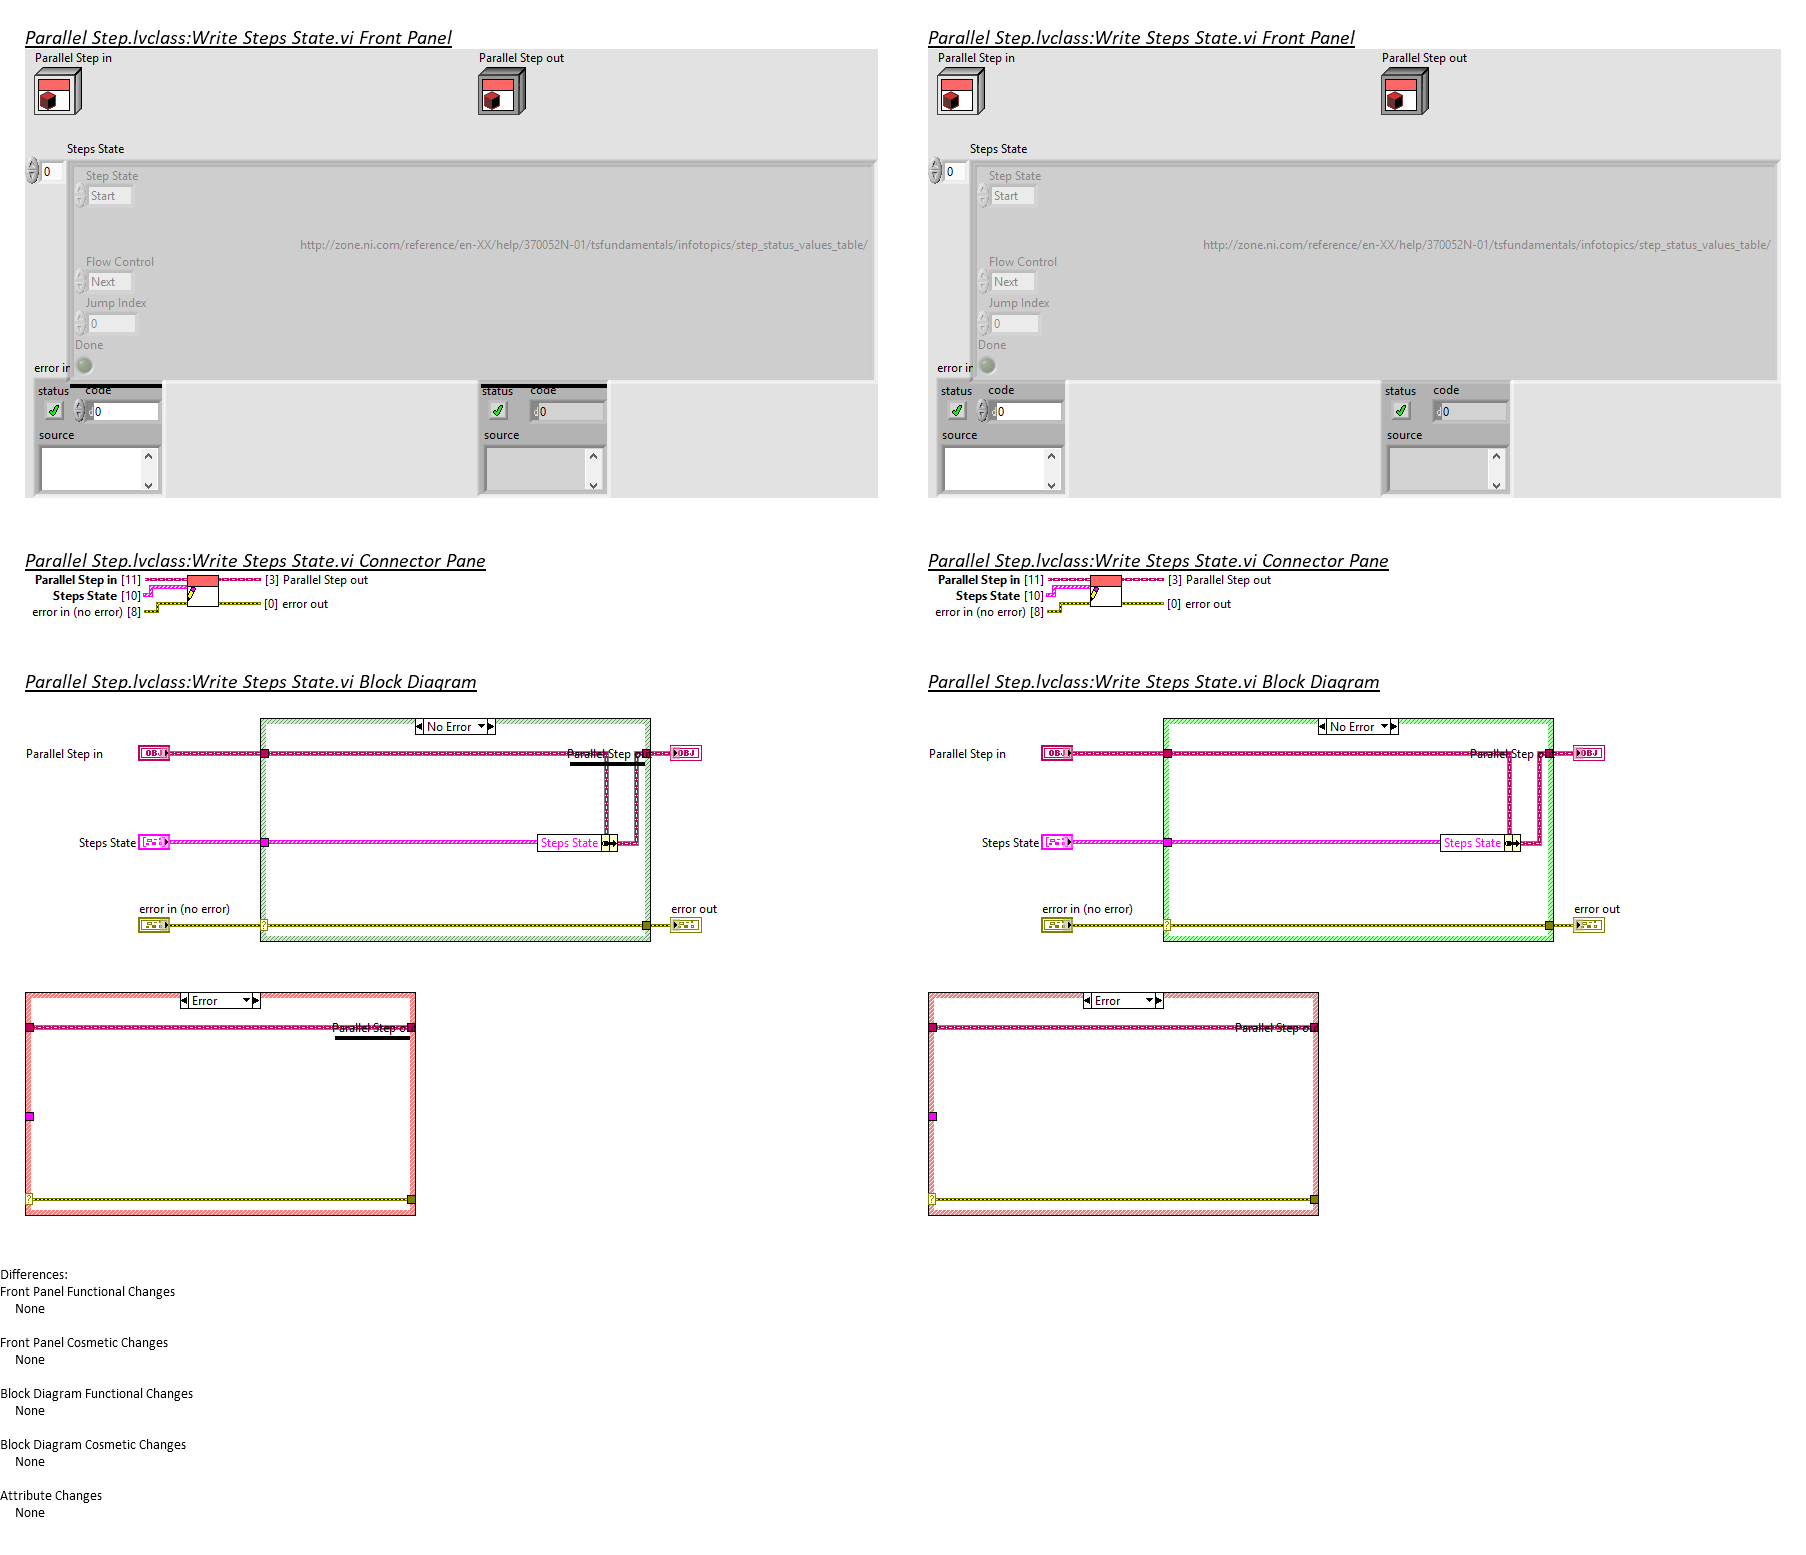 Parallel Step.lvclass:Write Steps State.vi Front Panel
Parallel Step in
Parallel Step out
Steps State
0
Step State
Start
http://zone.ni.com/reference/en-XX/help/370052N-01/tsfundamentals/infotopics/step_status_values_table/
Flow Control
Next
Jump Index
0
Done
error in
status code
d0
source
status code
d0
source
Parallel Step.lvclass:Write Steps State.vi Front Panel
Parallel Step in
Parallel Step out
Steps State
0
Step State
Start
http://zone.ni.com/reference/en-XX/help/370052N-01/tsfundamentals/infotopics/step_status_values_table/
Flow Control
Next
Jump Index
0
Done
error in
status code
d0
source
status code
d0
source
Parallel Step.lvclass:Write Steps State.vi Connector Pane
Parallel Step in [11]
Steps State [10]
error in (no error) [8]
[3] Parallel Step out
[0] error out
Parallel Step.lvclass:Write Steps State.vi Connector Pane
Parallel Step in [11]
Steps State [10]
error in (no error) [8]
[3] Parallel Step out
[0] error out
Parallel Step.lvclass:Write Steps State.vi Block Diagram
No Error
Parallel Step in
OBJ
Parallel Step o
OBJ
Steps State
Steps State
error in (no error)
?
error out
Error
Parallel Step o
?
Parallel Step.lvclass:Write Steps State.vi Block Diagram
No Error
Parallel Step in
OBJ
Parallel Step o
OBJ
Steps State
Steps State
error in (no error)
?
error out
Error
Parallel Step o
?
Differences:
Front Panel Functional Changes
None
Front Panel Cosmetic Changes
None
Block Diagram Functional Changes
None
Block Diagram Cosmetic Changes
None
Attribute Changes
None